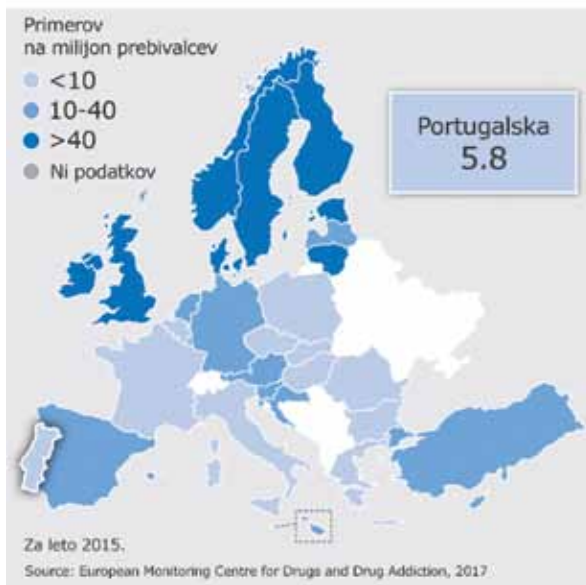 Primerov
na milijon prebivalcev
<10
10-40
>40
Ni podatkov
Portugalska
5.8
Za leto 2015.
Source: European Monitoring Centre for Drugs and Drug Addiction, 2017